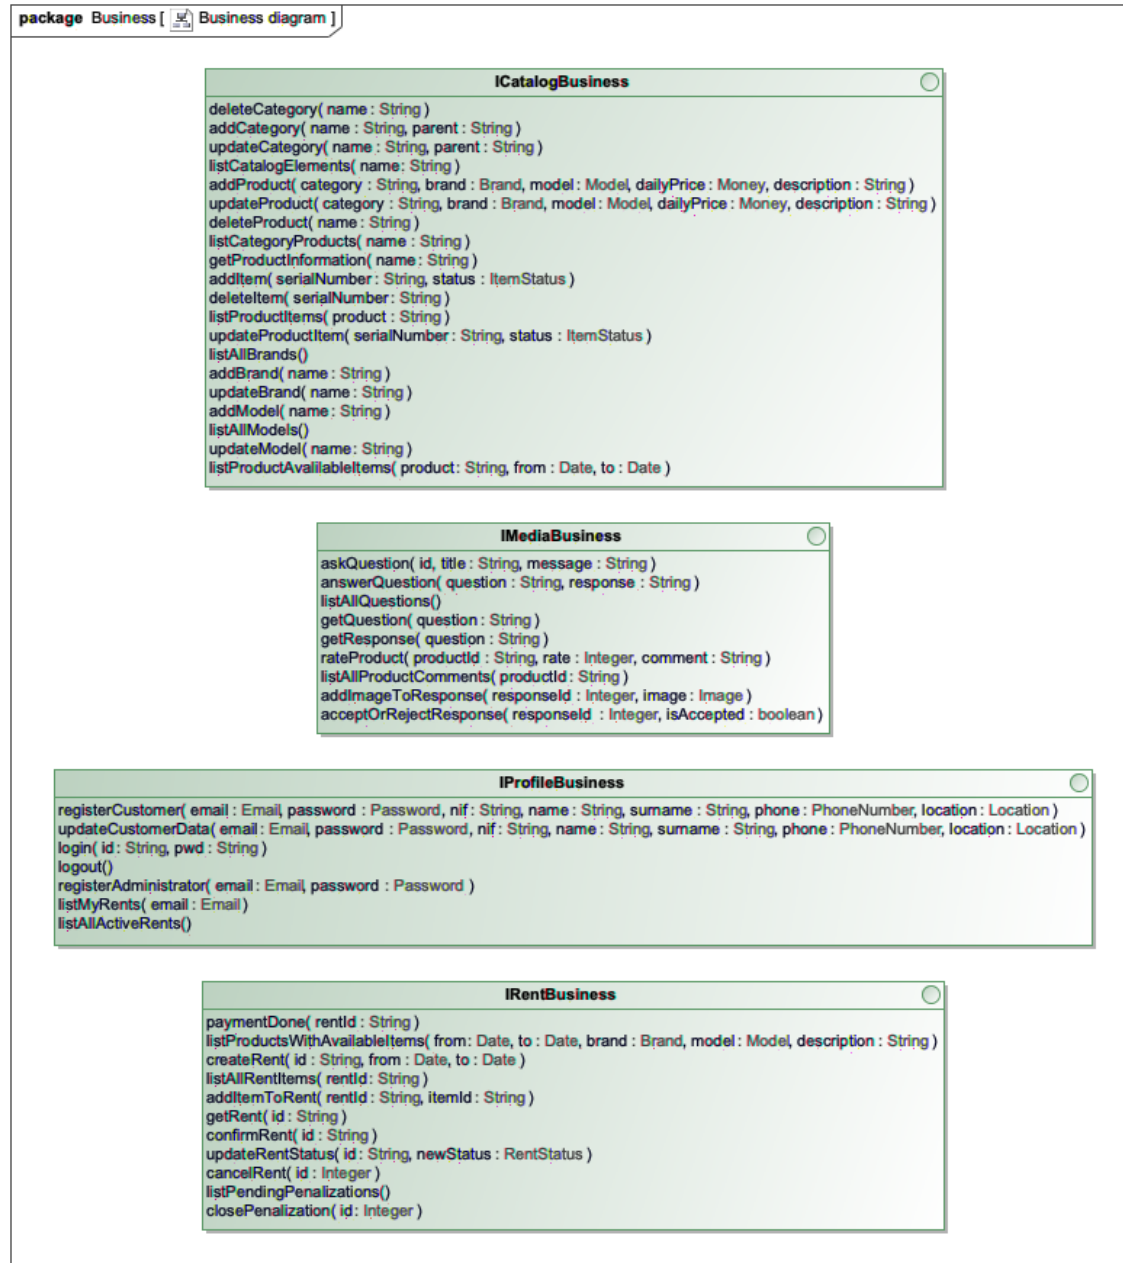 package Business [ Business diagram ]
ICatalogBusiness
deleteCategory( name : String )
addCategory( name : String, parent : String )
updateCategory( name : String, parent : String )
listCatalogElements( name: String )
addProduct( category : String, brand : Brand, model : Model, dailyPrice : Money, description : String )
updateProduct( category : String, brand : Brand, model : Model, dailyPrice : Money, description : String )
deleteProduct( name : String )
listCategoryProducts( name : String )
getProductInformation( name : String )
addItem( serialNumber : String, status : ItemStatus )
deleteItem( serialNumber : String )
listProductItems( product : String )
updateProductItem( serialNumber : String, status : ItemStatus )
listAllBrands()
addBrand( name : String )
updateBrand( name : String )
addModel( name : String )
listAllModels()
updateModel( name : String )
listProductAvalilableItems( product : String, from : Date, to : Date )
IMediaBusiness
askQuestion( id, title : String, message : String )
answerQuestion( question : String, response : String )
listAllQuestions()
getQuestion( question : String )
getResponse( question : String )
rateProduct( productId : String, rate : Integer, comment : String )
listAllProductComments( productId : String )
addImageToResponse( responseId : Integer, image : Image )
acceptOrRejectResponse( responseId : Integer, isAccepted : boolean )
IProfileBusiness
registerCustomer( email : Email, password : Password, nif : String, name : String, surname : String, phone : PhoneNumber, location : Location )
updateCustomerData( email : Email, password : Password, nif : String, name : String, surname : String, phone : PhoneNumber, location : Location )
login( id : String, pwd : String )
logout()
registerAdministrator( email : Email, password : Password )
listMyRents( email : Email )
listAllActiveRents()
IRentBusiness
paymentDone( rentId : String )
listProductsWithAvailableItems( from : Date, to : Date, brand : Brand, model : Model, description : String )
createRent( id : String, from : Date, to : Date )
listAllRentItems( rentId : String )
addItemToRent( rentId : String, itemId : String )
getRent( id : String )
confirmRent( id : String )
updateRentStatus( id : String, newStatus : RentStatus )
cancelRent( id : Integer )
listPendingPenalizations()
closePenalization( id : Integer )